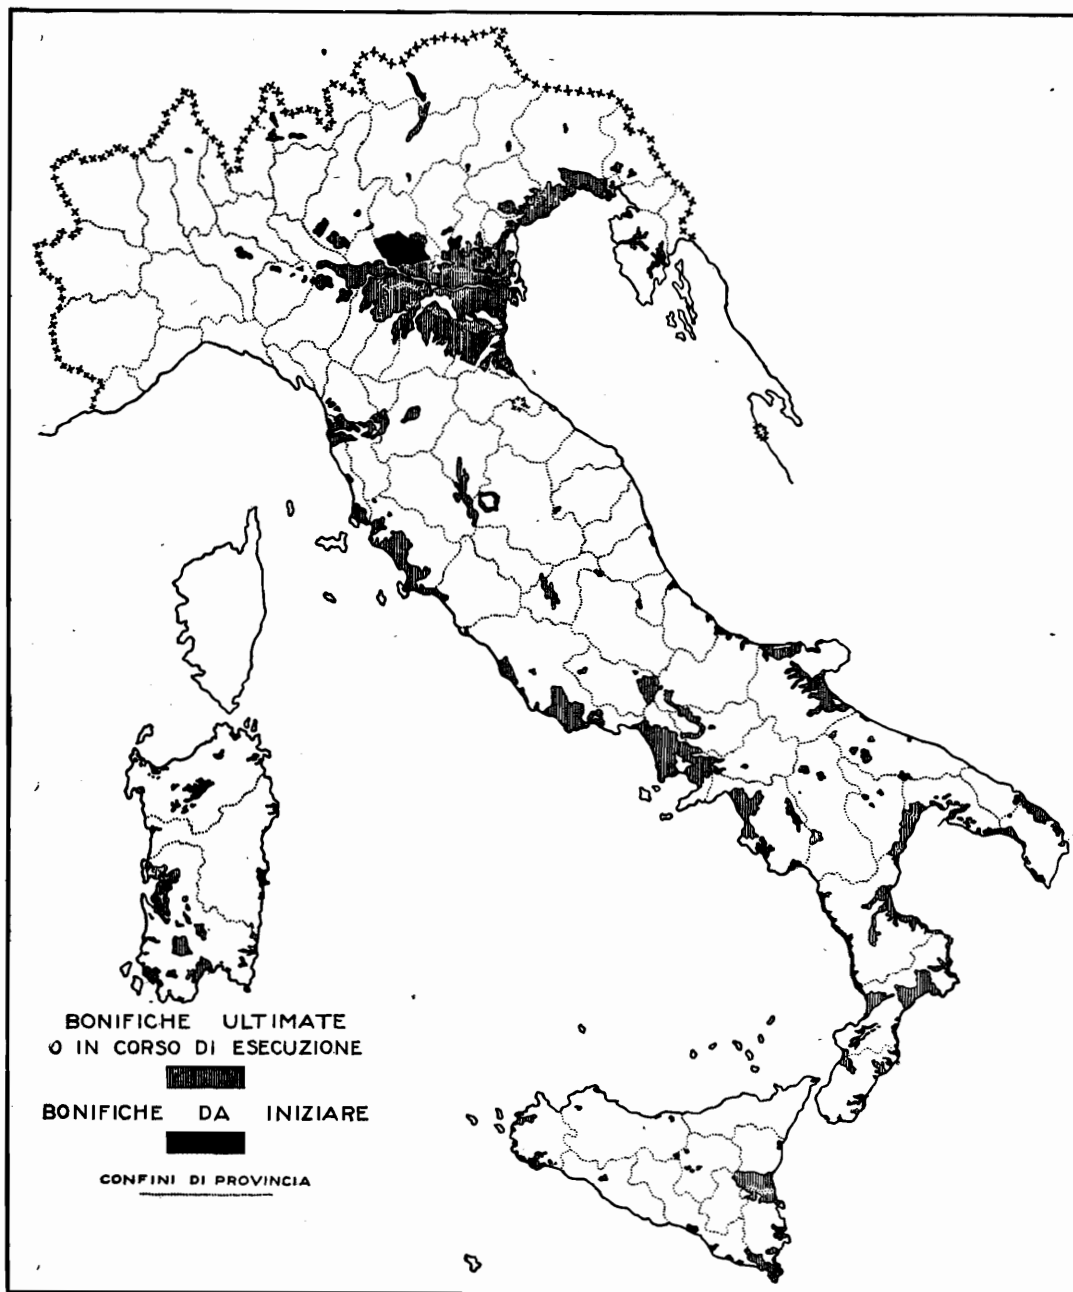 BONIFICHE ULTIMATE
O IN CORSO DI ESECUZIONE
BONIFICHE DA INIZIARE
CONFINI DI PROVINCIA